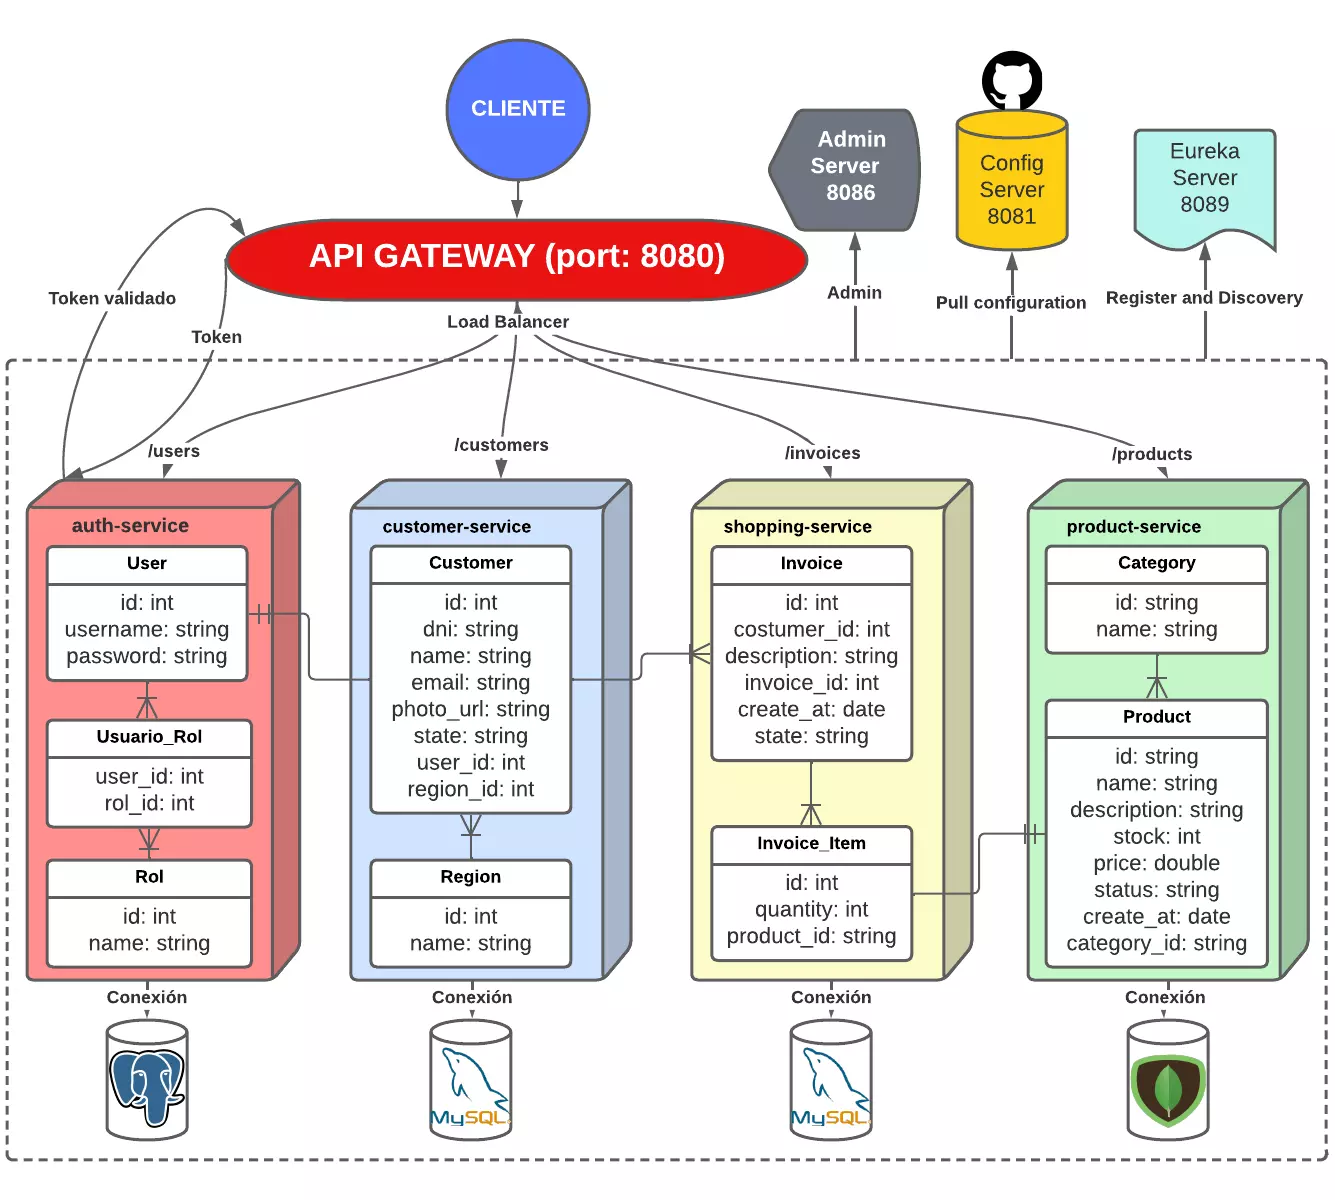 CLIENTE
Admin
Server
8086
Config
Server
8081
Eureka
Server
8089
API GATEWAY (port: 8080)
Token validado
Token
Load Balancer
Admin
Pull configuration
Register and Discovery
/users
/customers
/invoices
/products
auth-service
User
id: int
username: string
password: string
Usuario_Rol
user_id: int
rol_id: int
Rol
id: int
name: string
customer-service
Customer
id: int
dni: string
name: string
email: string
photo_url: string
state: string
user_id: int
region_id: int
Region
id: int
name: string
shopping-service
Invoice
id: int
costumer_id: int
description: string
invoice_id: int
create_at: date
state: string
Invoice_Item
id: int
quantity: int
product_id: string
product-service
Category
id: string
name: string
Product
id: string
name: string
description: string
stock: int
price: double
status: string
create_at: date
category_id: string
Conexión
Conexión
Conexión
Conexión
MySQL
MySQL